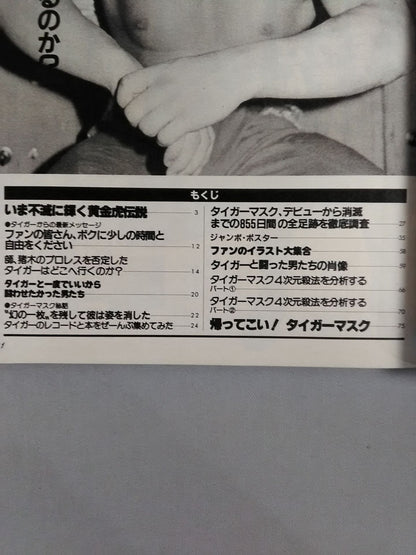 るのか?
もくじ
いま不滅に輝く黄金虎伝説 3
●タイガーからの最新メッセージ
ファンの皆さん、ボクに少しの時間と
自由をください 12
師、猪木のプロレスを否定した
タイガーはどこへ行くのか? 14
タイガーと一度でいいから
闘わせたかった男たち 20
●タイガーマスク秘話
〝幻の一枚〟を残して彼は姿を消した 22
タイガーのレコードと本をぜーんぶ集めてみた 24
タイガーマスク、デビューから消滅
までの855日間の全足跡を徹底調査 27
ジャンボ・ポスター 35
ファンのイラスト大集合 58
タイガーと闘った男たちの肖像 59
タイガーマスク4次元殺法を分析する
パート① 66
タイガーマスク4次元殺法を分析する
パート② 70
帰ってこい! タイガーマスク 75